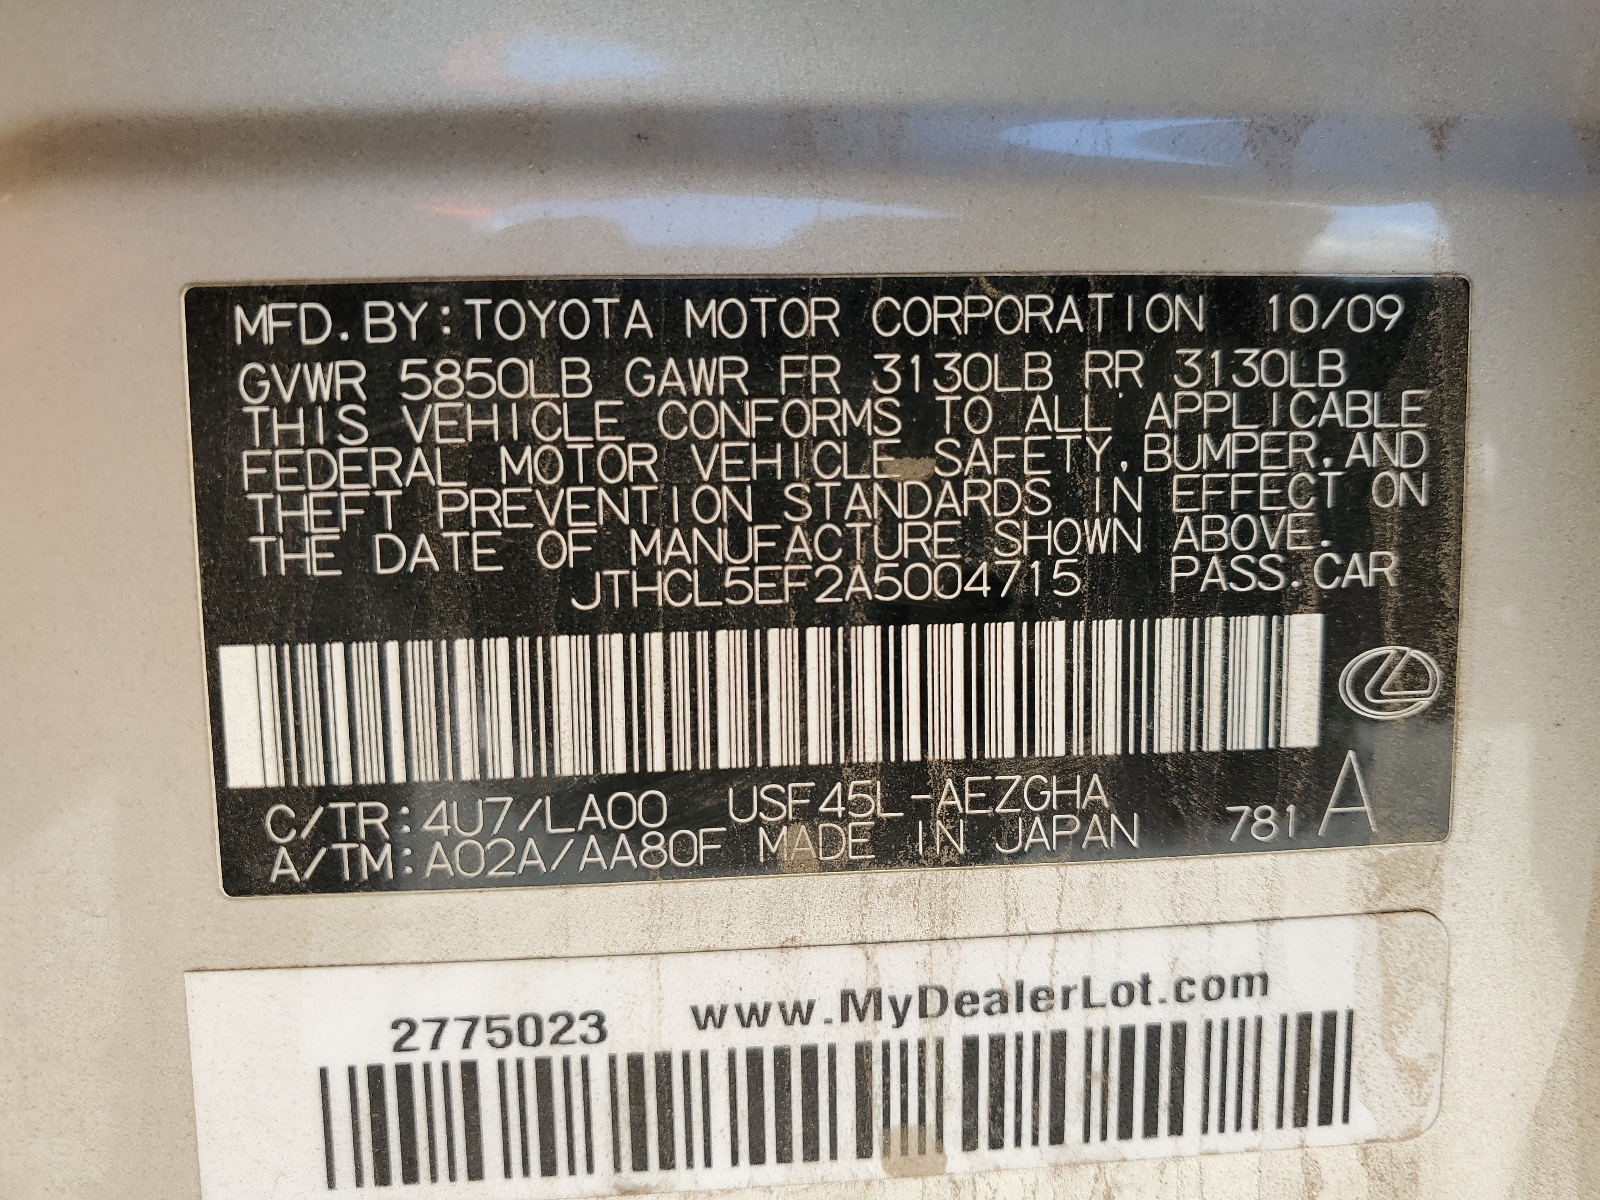 MFD. BY: TOYOTA MOTOR CORPORATION 10/09
GVWR 5850LB GAWR FR 3130LB RR 3130LB
THIS VEHICLE CONFORMS TO ALL APPLICABLE
FEDERAL MOTOR VEHICLE SAFETY, BUMPER, AND
THEFT PREVENTION STANDARDS IN EFFECT ON
THE DATE OF MANUFACTURE SHOWN ABOVE.
JTHCL5EF2A5004715 PASS. CAR
C/TR: 4U7/LA00 USF45L-AEZGHA
A/TM: A02A/AA80F MADE IN JAPAN 781 A
2775023 www.MyDealerLot.com